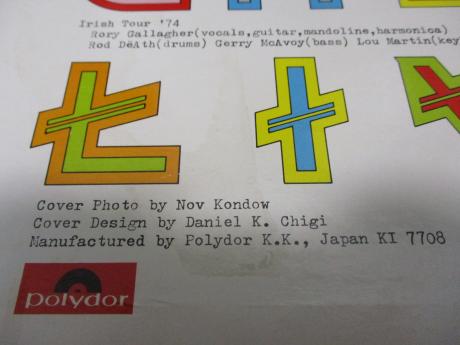 Irish Tour '74
Rory Gallagher(vocals,guitar,mandoline,harmonica)
Rod DeAth(drums) Gerry McAvoy(bass) Lou Martin(key
Cover Photo by Nov Kondow
Cover Design by Daniel K. Chigi
Manufactured by Polydor K.K., Japan KI 7708
polydor